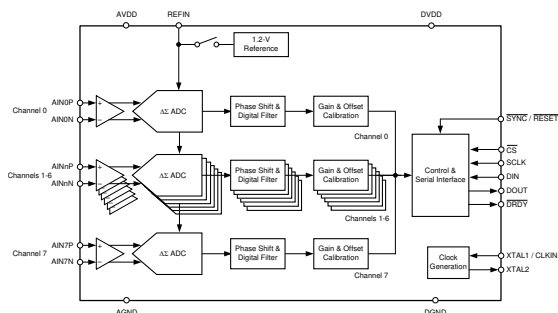 AVDD
REFIN
DVDD
1.2-V
Reference
Channel 0
AIN0P
AIN0N
+
−
ΔΣ ADC
Phase Shift &
Digital Filter
Gain & Offset
Calibration
Channel 0
SYNC / RESET
Channels 1-6
AINnP
AINnN
+
−
ΔΣ ADC
Phase Shift &
Digital Filter
Gain & Offset
Calibration
Channels 1-6
Control &
Serial Interface
CS
SCLK
DIN
DOUT
DRDY
Channel 7
AIN7P
AIN7N
+
−
ΔΣ ADC
Phase Shift &
Digital Filter
Gain & Offset
Calibration
Channel 7
Clock
Generation
XTAL1 / CLKIN
XTAL2
AGND
DGND